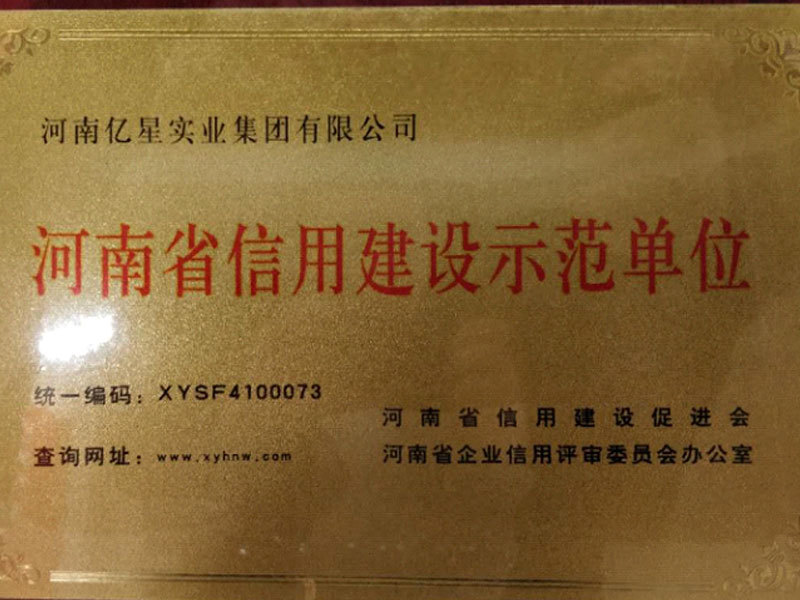 河南亿星实业集团有限公司
河南省信用建设示范单位
统一编码：XYSF4100073
查询网址：www.xyhnw.com
河南省信用建设促进会
河南省企业信用评审委员会办公室